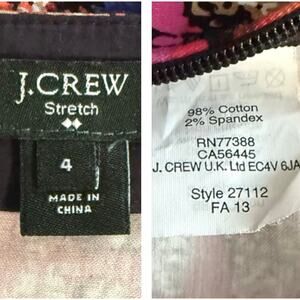 J.CREW
Stretch
4
MADE IN
CHINA
98% Cotton
2% Spandex
RN77388
CA56445
J. CREW U.K. Ltd EC4V 6JA
Style 27112
FA 13